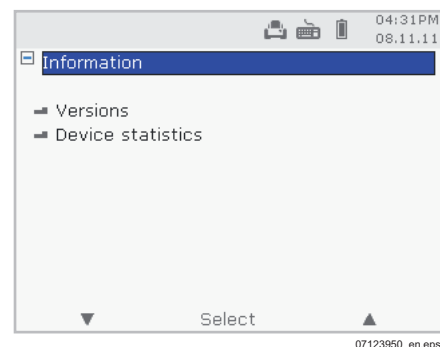 04:31PM
08.11.11
Information
Versions
Device statistics
Select
07123950_en.eps